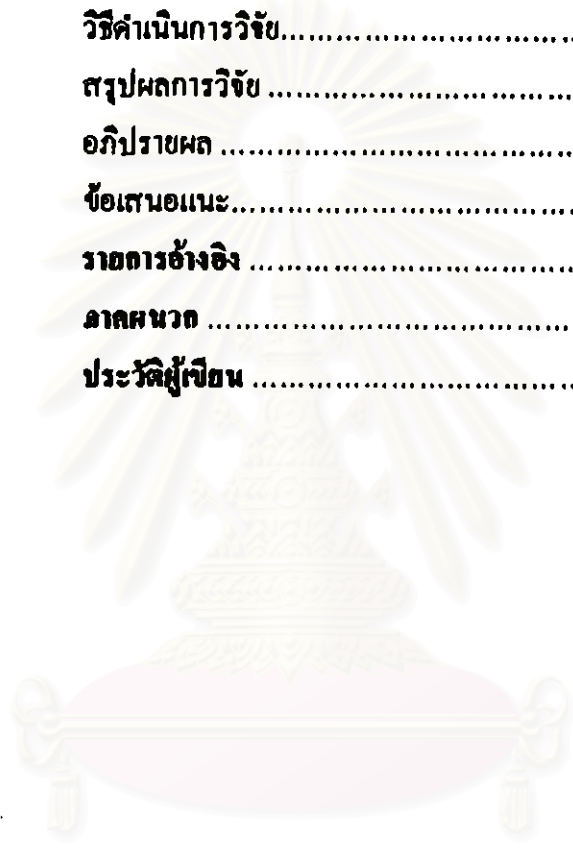 วิธีดำเนินการวิจัย................................
สรุปผลการวิจัย ................................
อภิปรายผล ................................
ข้อเสนอแนะ................................
รายการอ้างอิง ................................
ภาคผนวก ................................
ประวัติผู้เขียน ................................